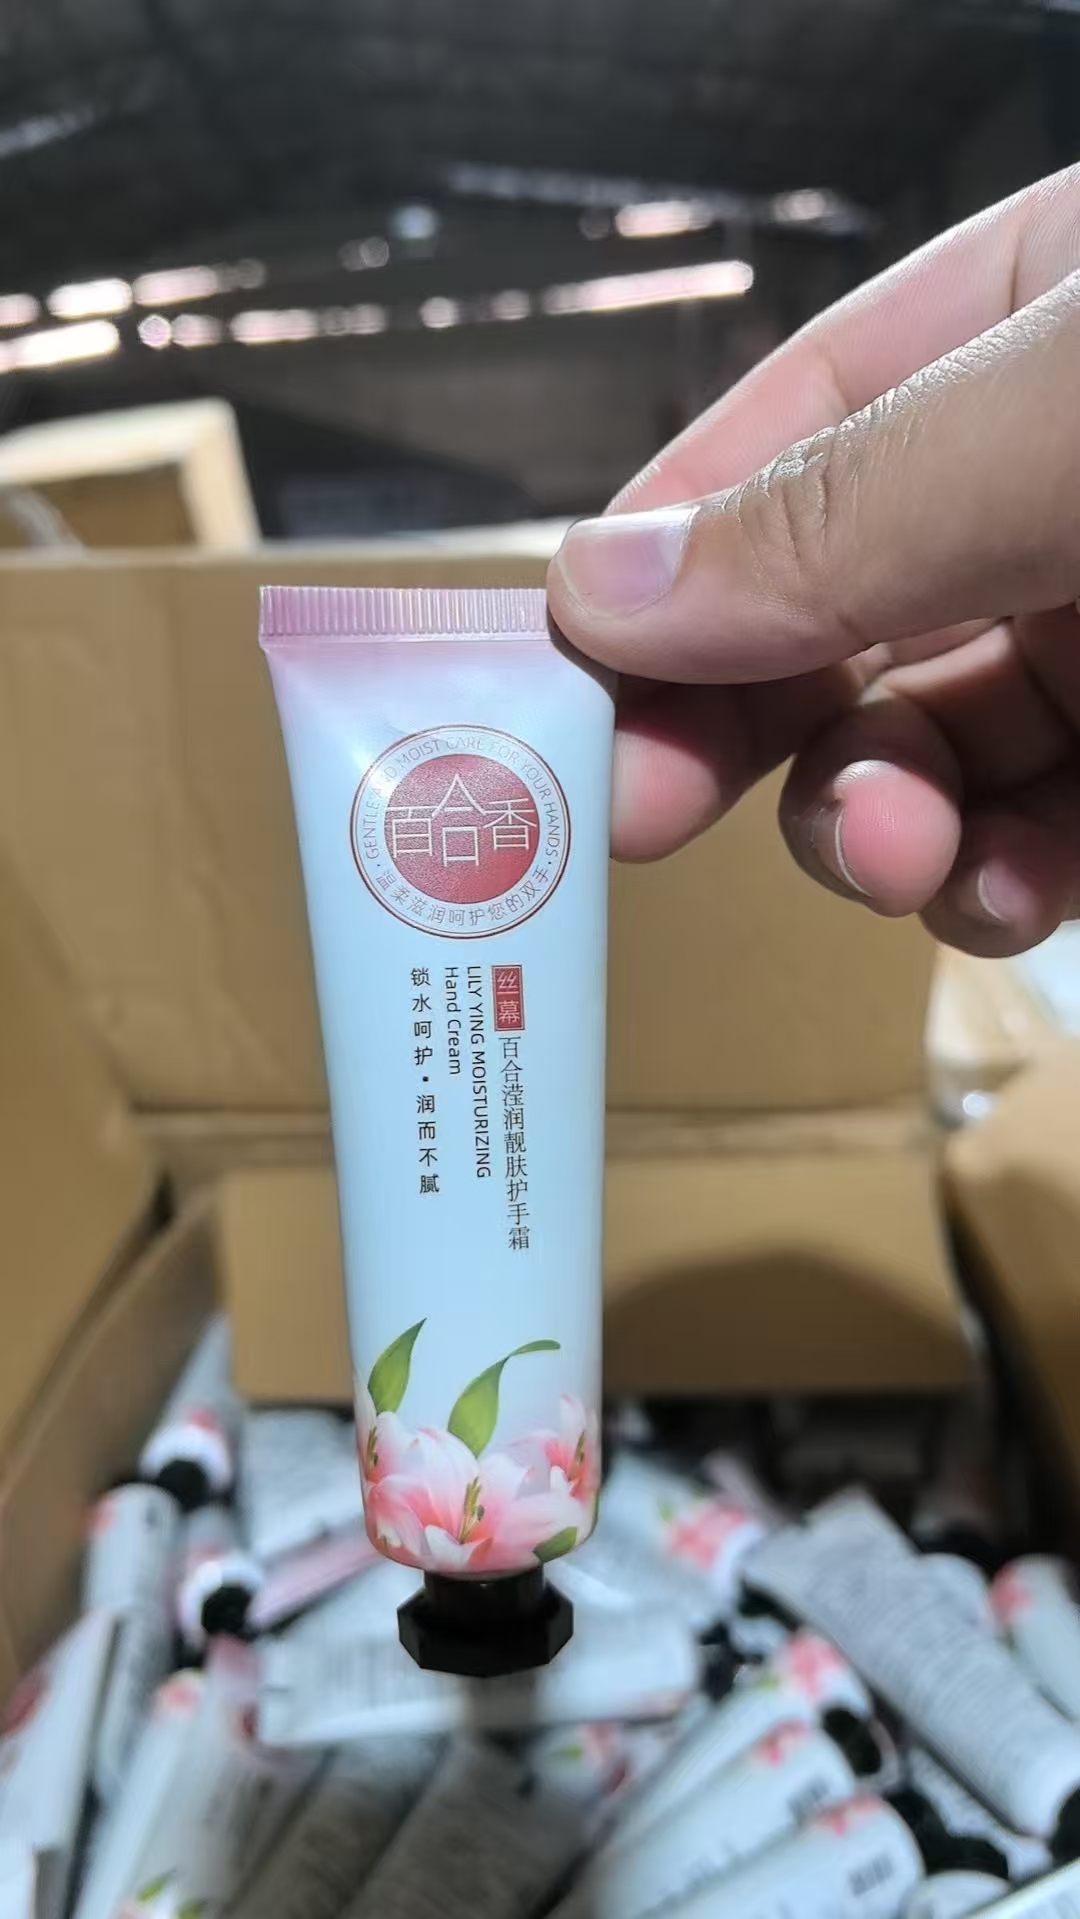 GENTLE AND MOIST CARE FOR YOUR HANDS
百合香
·温柔滋润呵护您的双手·
丝幕
百合滢润靓肤护手霜
LILY YING MOISTURIZING
Hand Cream
锁水呵护·润而不腻